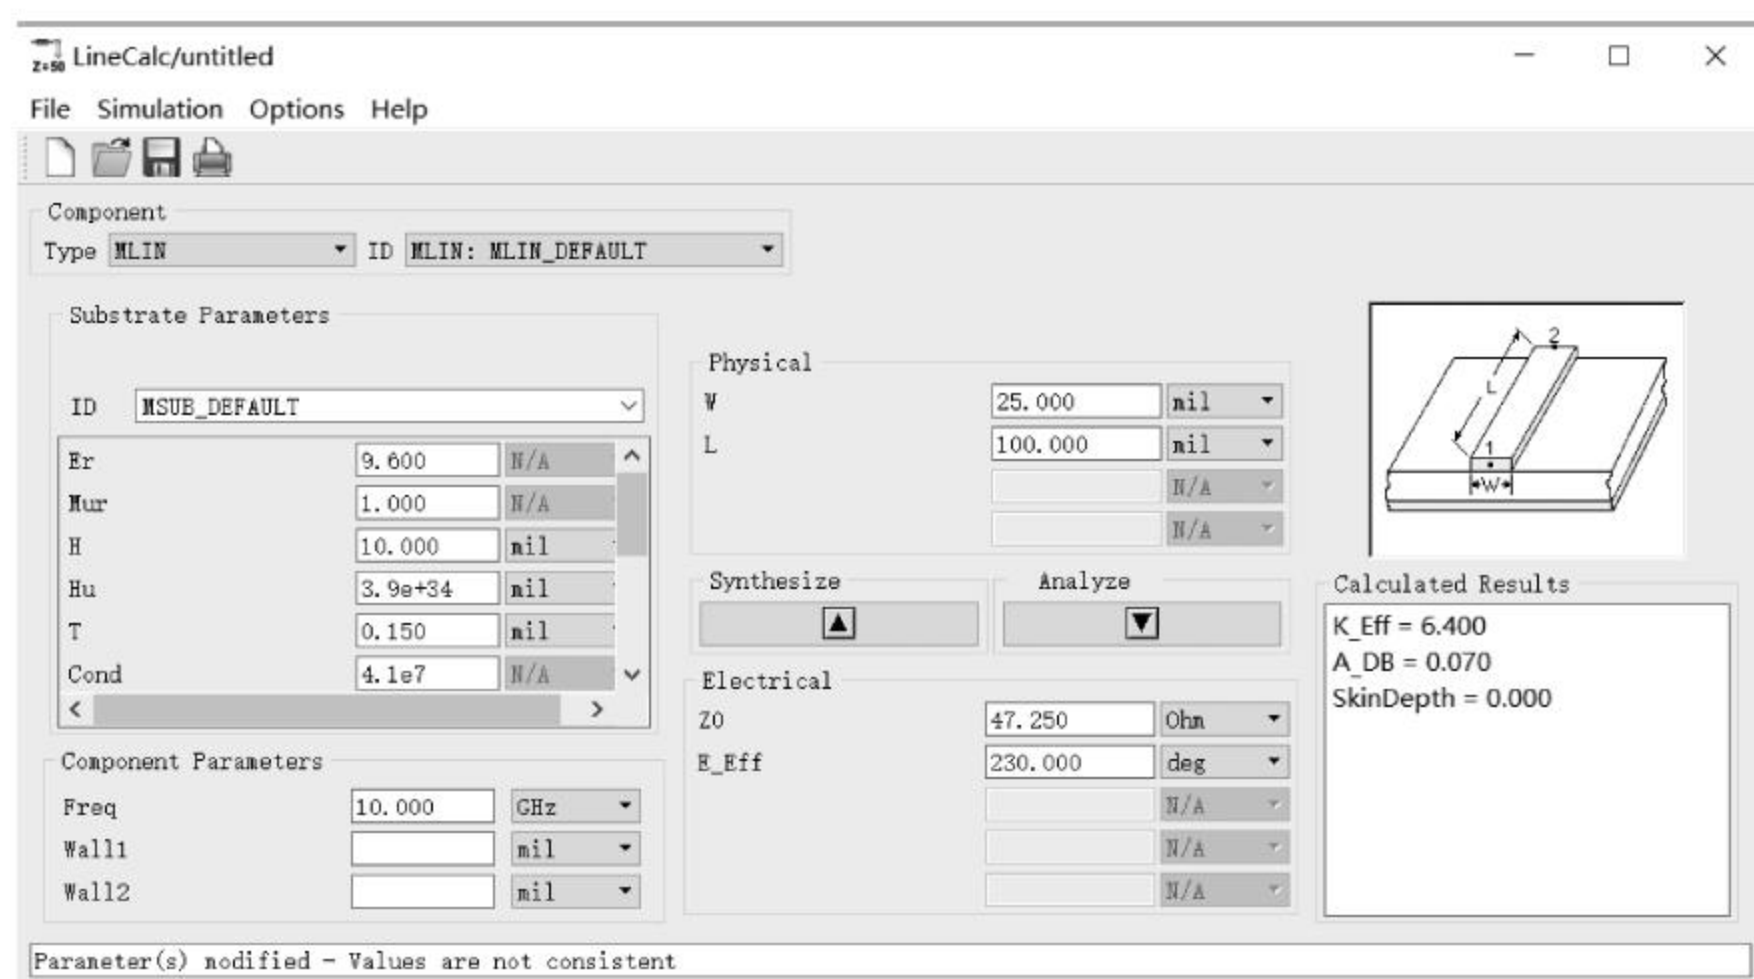 Z=50 LineCalc/untitled
File Simulation Options Help
Component
Type MLIN ID MLIN: MLIN_DEFAULT
Substrate Parameters
ID MSUB_DEFAULT
Er 9.600 N/A
Mur 1.000 N/A
H 10.000 mil
Hu 3.9e+34 mil
T 0.150 mil
Cond 4.1e7 N/A
Component Parameters
Freq 10.000 GHz
Wall1 mil
Wall2 mil
Physical
W 25.000 mil
L 100.000 mil
N/A
N/A
Synthesize Analyze
Electrical
Z0 47.250 Ohm
E_Eff 230.000 deg
N/A
N/A
N/A
2
L
1
W
Calculated Results
K_Eff = 6.400
A_DB = 0.070
SkinDepth = 0.000
Parameter(s) modified - Values are not consistent